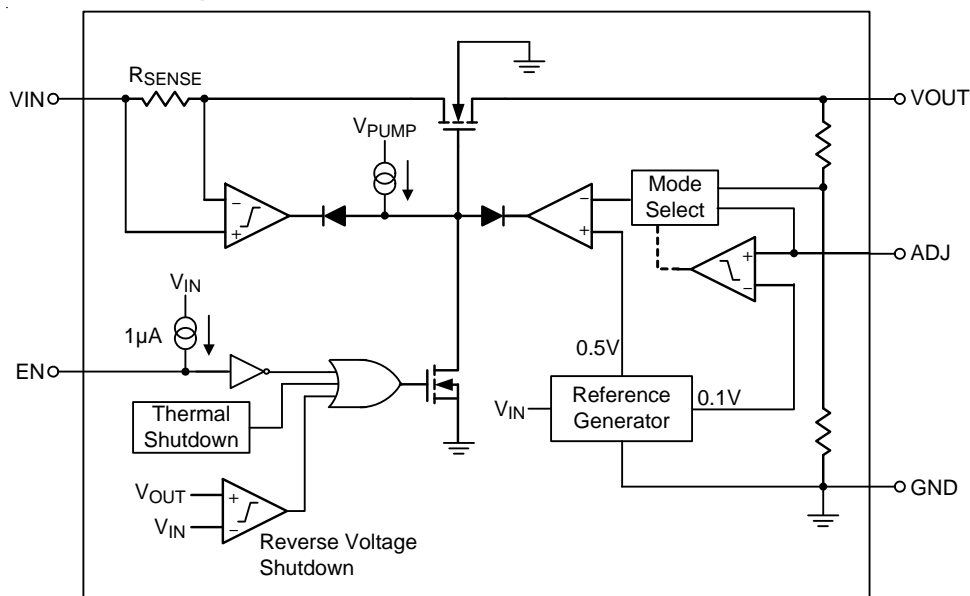 RSENSE
VIN
VOUT
VPUMP
−
+
−
+
Mode
Select
ADJ
+
−
VIN
1µA
EN
0.5V
Thermal
Shutdown
VIN
Reference
Generator
0.1V
GND
VOUT
+
VIN
−
Reverse Voltage
Shutdown